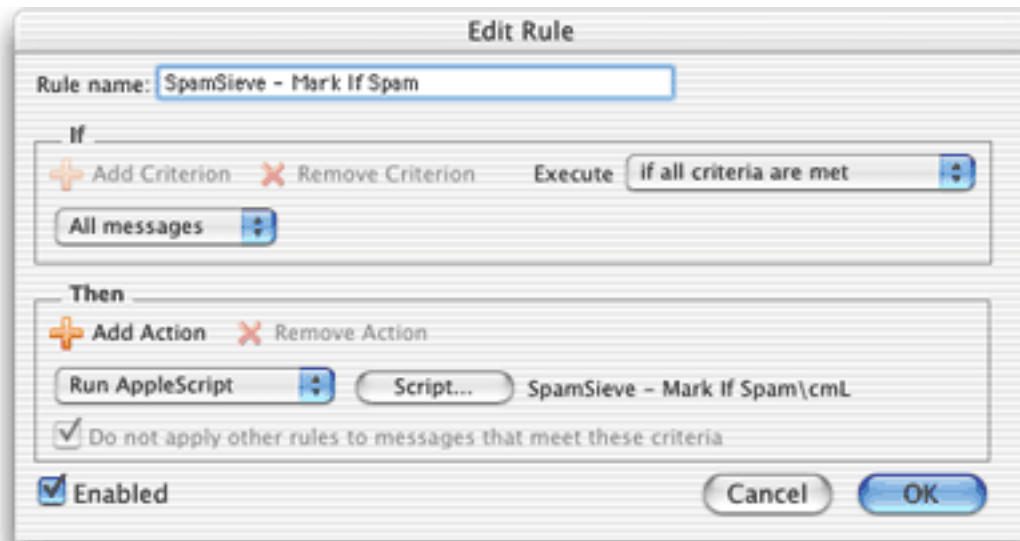 Edit Rule
Rule name: SpamSieve - Mark If Spam
If
Add Criterion Remove Criterion Execute if all criteria are met
All messages
Then
Add Action Remove Action
Run AppleScript Script... SpamSieve - Mark If Spam\cmL
Do not apply other rules to messages that meet these criteria
Enabled Cancel OK